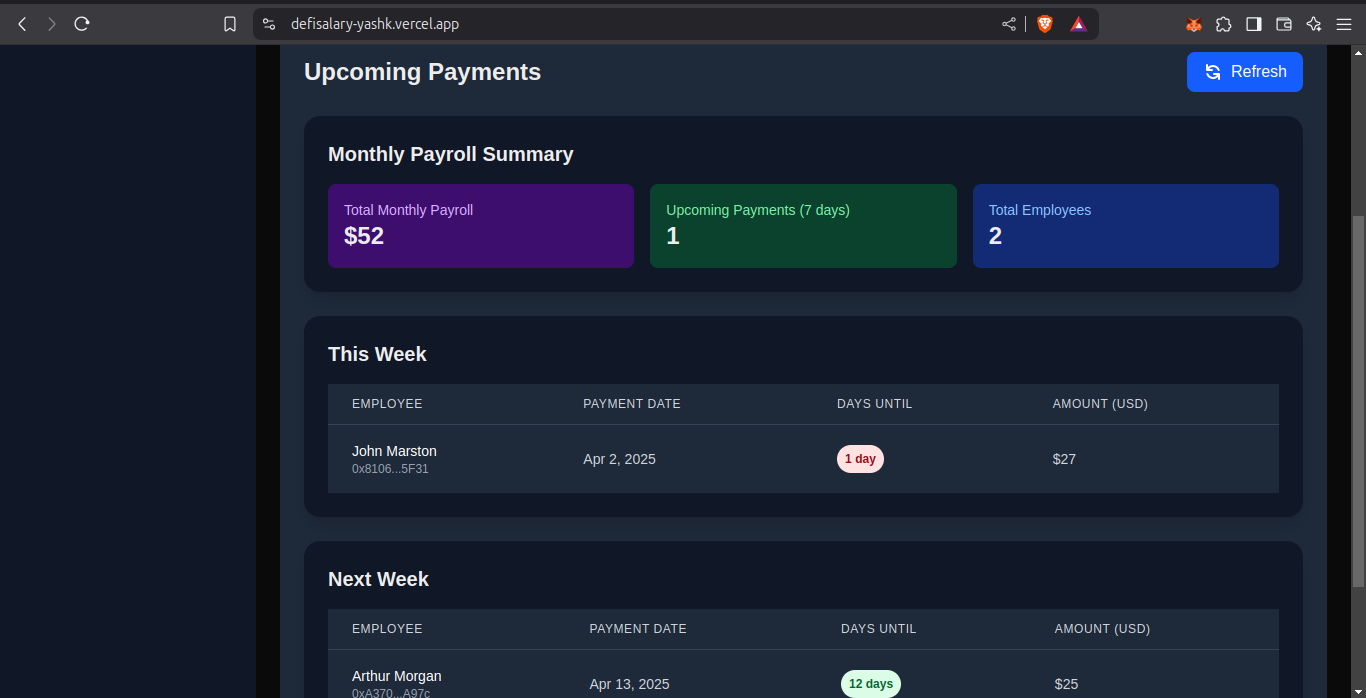 defisalary-yashk.vercel.app
Upcoming Payments
Refresh
Monthly Payroll Summary
Total Monthly Payroll
$52
Upcoming Payments (7 days)
1
Total Employees
2
This Week
EMPLOYEE PAYMENT DATE DAYS UNTIL AMOUNT (USD)
John Marston
0x8106...5F31
Apr 2, 2025 1 day $27
Next Week
EMPLOYEE PAYMENT DATE DAYS UNTIL AMOUNT (USD)
Arthur Morgan
0xA370...A97c
Apr 13, 2025 12 days $25